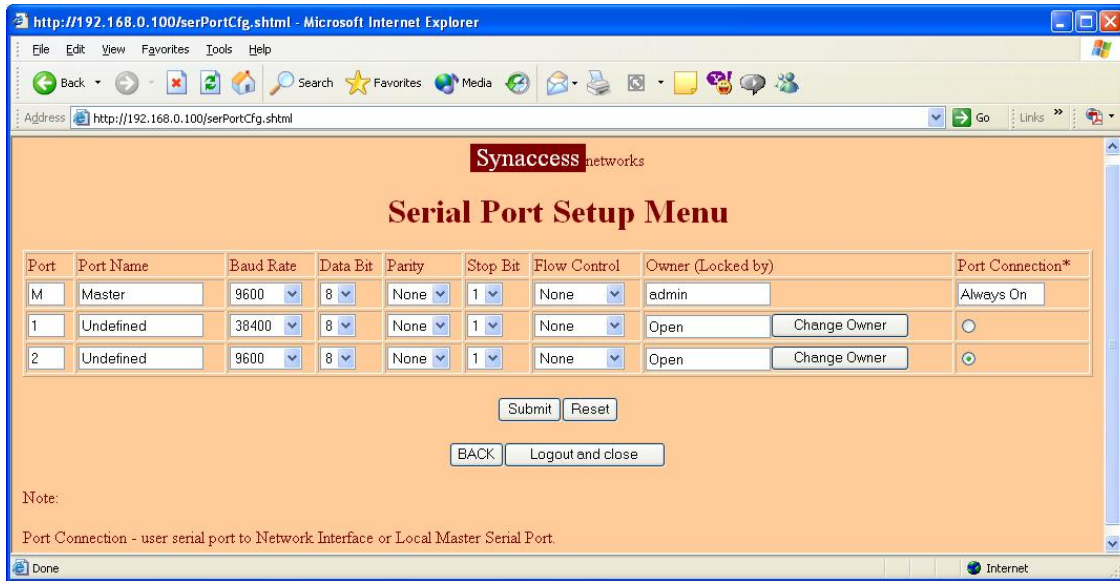 http://192.168.0.100/serPortCfg.shtml - Microsoft Internet Explorer
File Edit View Favorites Tools Help
Back Search Favorites Media
Address http://192.168.0.100/serPortCfg.shtml Go Links »
Synaccess networks
Serial Port Setup Menu
Port Port Name Baud Rate Data Bit Parity Stop Bit Flow Control Owner (Locked by) Port Connection*
M Master 9600 8 None 1 None admin Always On
1 Undefined 38400 8 None 1 None Open Change Owner
2 Undefined 9600 8 None 1 None Open Change Owner
Submit Reset
BACK Logout and close
Note:
Port Connection - user serial port to Network Interface or Local Master Serial Port.
Done Internet